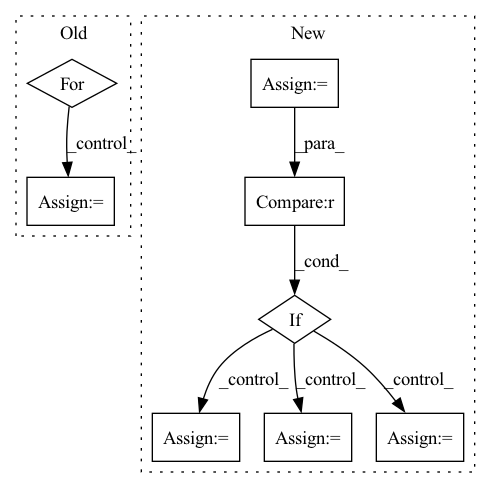 Old
New
For
Assign:=
_control_
_para_
Assign:=
Compare:r
_cond_
If
_control_
_control_
_control_
Assign:=
Assign:=
Assign:=